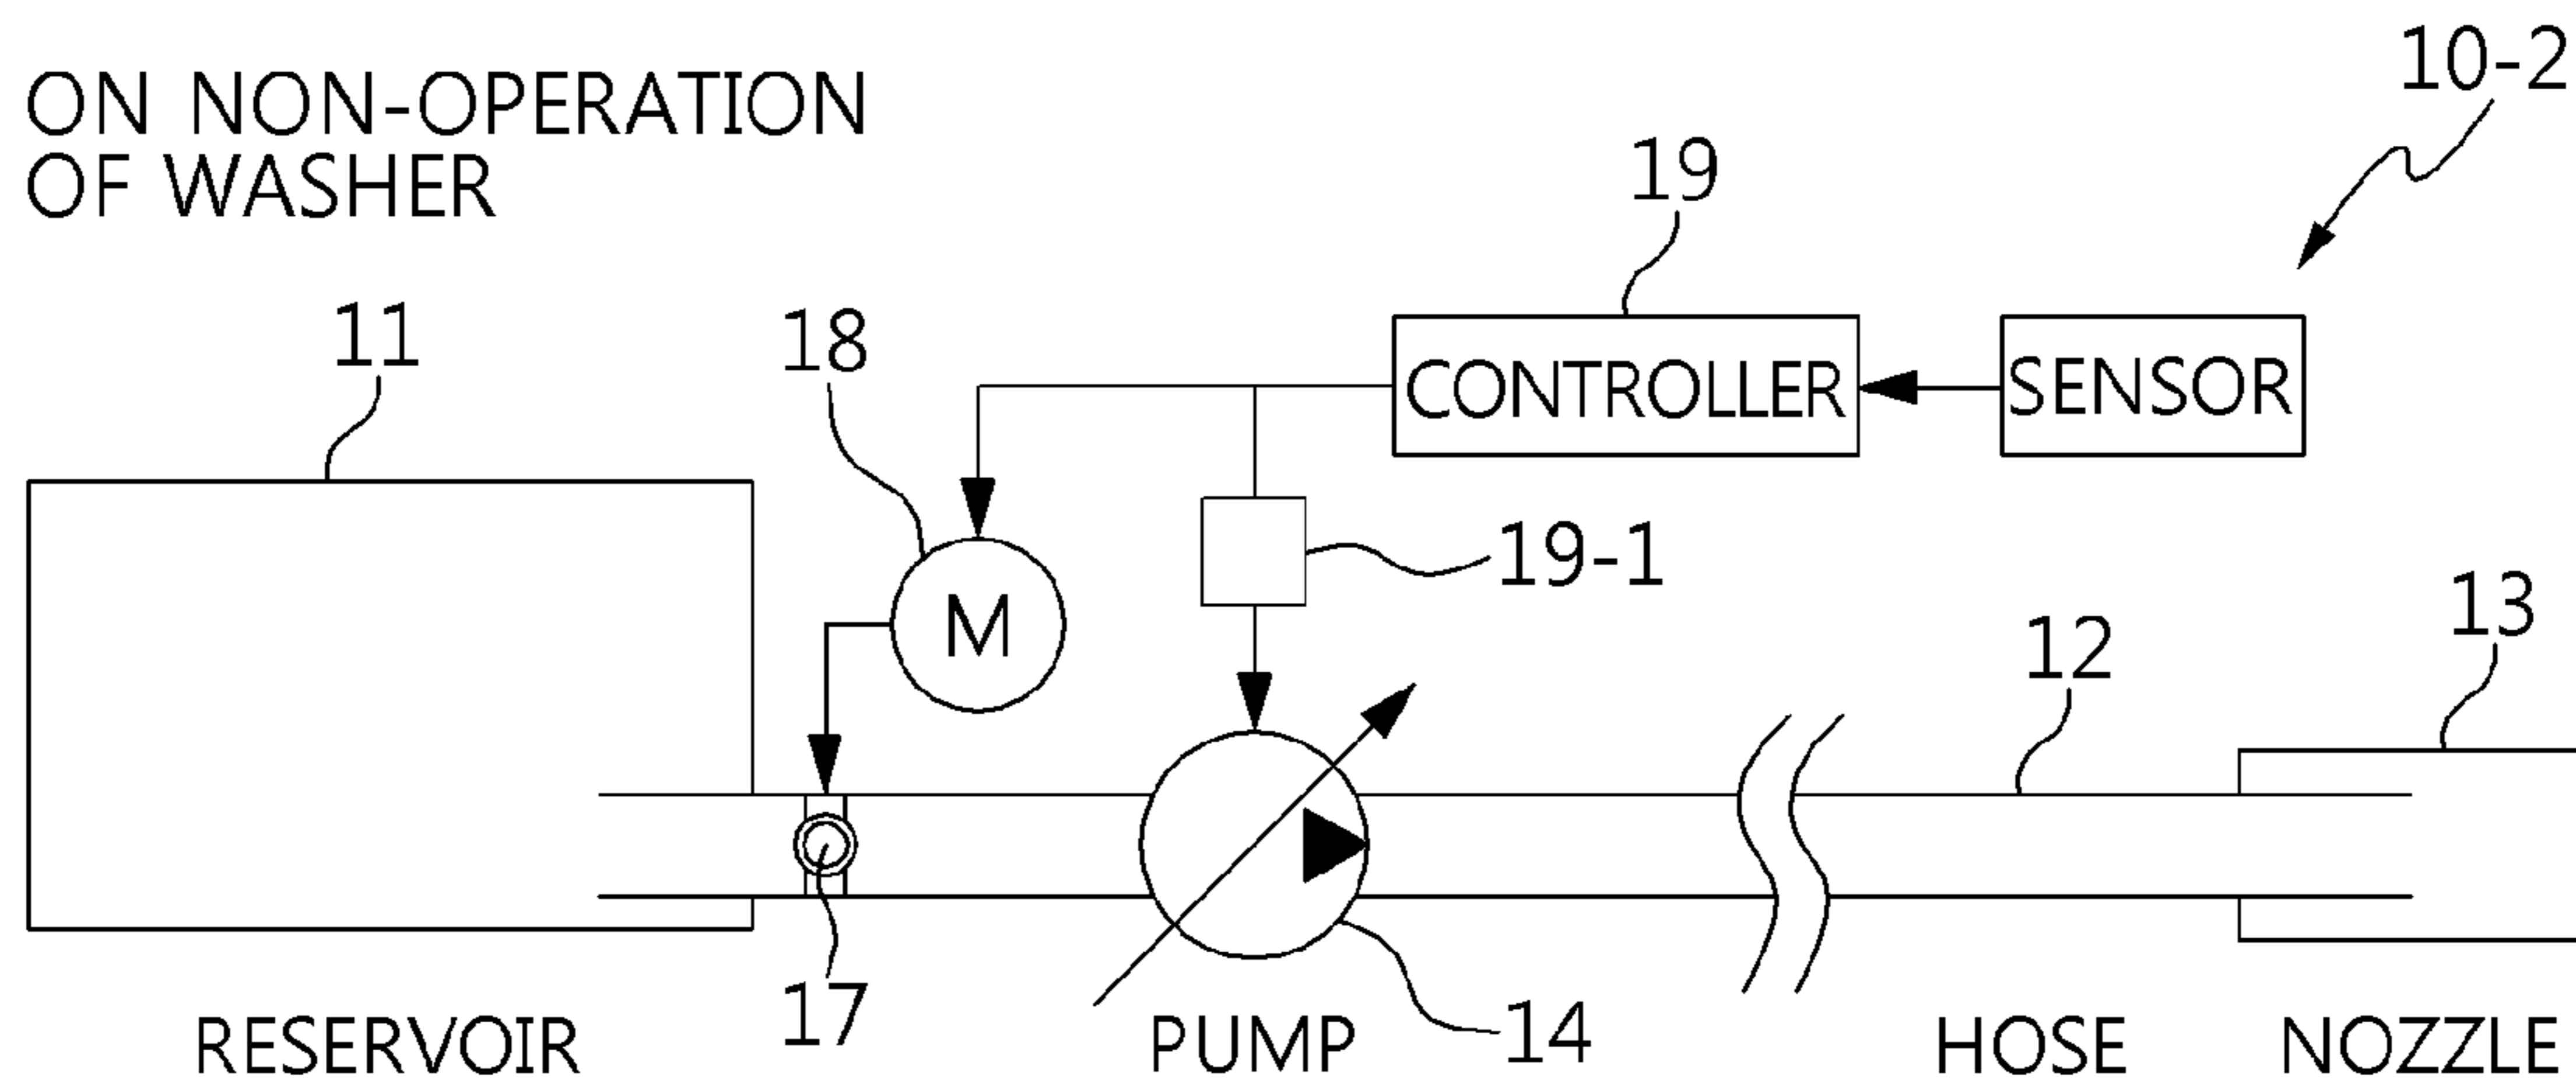 10-2
ON NON-OPERATION
OF WASHER
19
11
18
CONTROLLER
SENSOR
19-1
M
13
12
17
14
RESERVOIR
PUMP
HOSE
NOZZLE